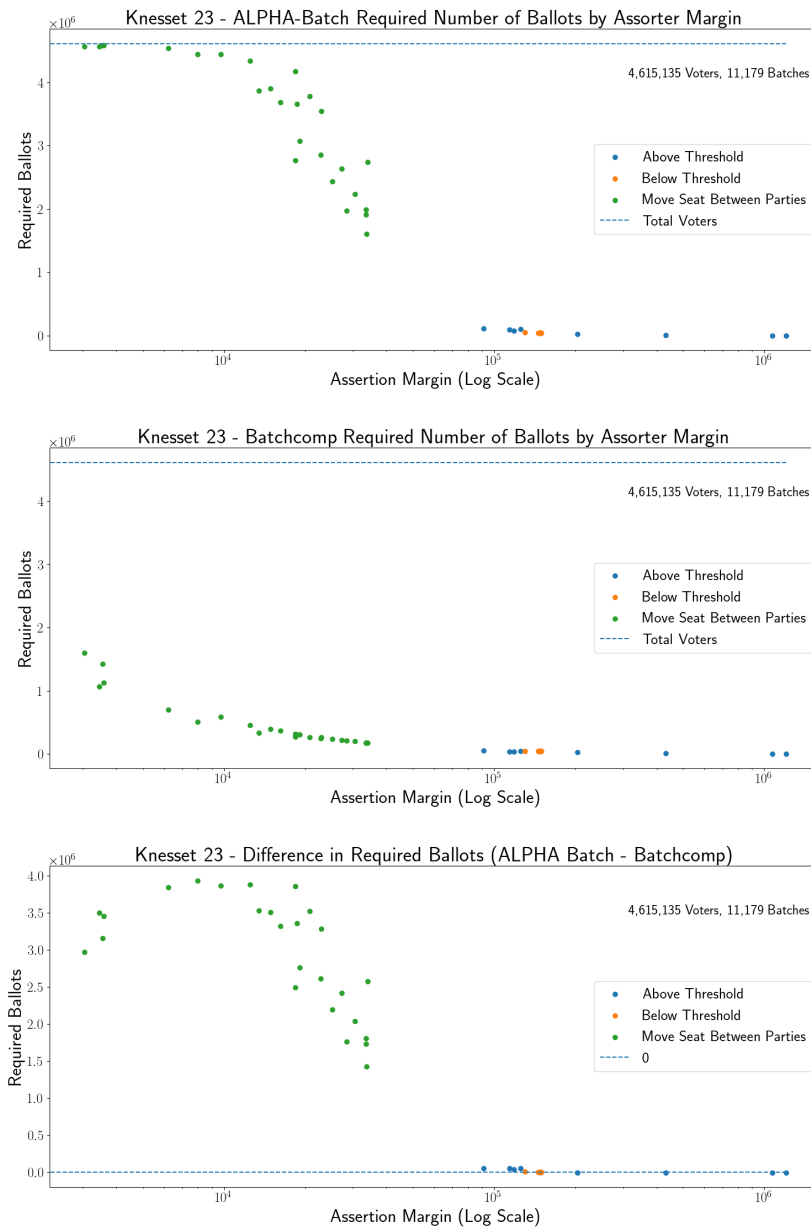 Knesset 23 - ALPHA-Batch Required Number of Ballots by Assorter Margin
×10⁶
4,615,135 Voters, 11,179 Batches
4
3
2
1
0
Required Ballots
Above Threshold
Below Threshold
Move Seat Between Parties
Total Voters
10⁴
10⁵
10⁶
Assertion Margin (Log Scale)
Knesset 23 - Batchcomp Required Number of Ballots by Assorter Margin
×10⁶
4,615,135 Voters, 11,179 Batches
4
3
2
1
0
Required Ballots
Above Threshold
Below Threshold
Move Seat Between Parties
Total Voters
10⁴
10⁵
10⁶
Assertion Margin (Log Scale)
Knesset 23 - Difference in Required Ballots (ALPHA Batch - Batchcomp)
×10⁶
4,615,135 Voters, 11,179 Batches
4.0
3.5
3.0
2.5
2.0
1.5
1.0
0.5
0.0
Required Ballots
Above Threshold
Below Threshold
Move Seat Between Parties
0
10⁴
10⁵
10⁶
Assertion Margin (Log Scale)